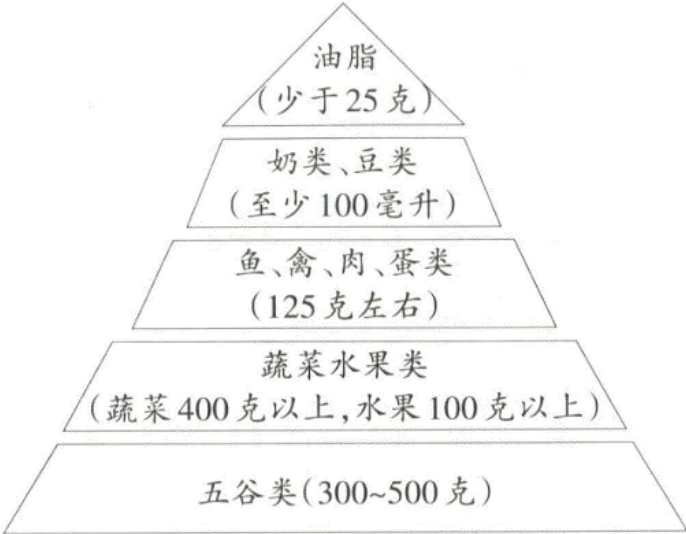 油脂
(少于25克)
奶类、豆类
(至少100毫升)
鱼、禽、肉、蛋类
(125克左右)
蔬菜水果类
(蔬菜400克以上,水果100克以上)
五谷类(300~500克)